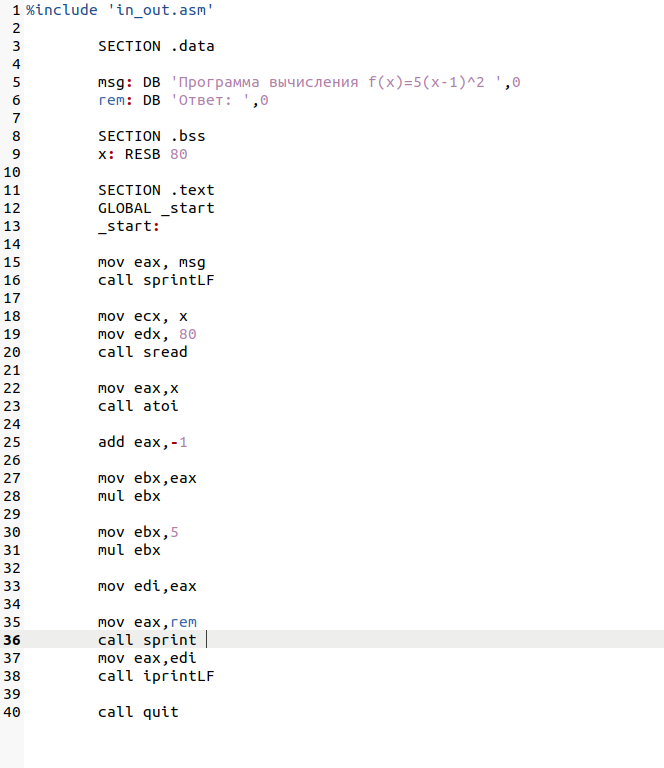 1 %include 'in_out.asm'
2
3 SECTION .data
4
5 msg: DB 'Программа вычисления f(x)=5(x-1)^2 ',0
6 rem: DB 'Ответ: ',0
7
8 SECTION .bss
9 x: RESB 80
10
11 SECTION .text
12 GLOBAL _start
13 _start:
14
15 mov eax, msg
16 call sprintLF
17
18 mov ecx, x
19 mov edx, 80
20 call sread
21
22 mov eax,x
23 call atoi
24
25 add eax,-1
26
27 mov ebx,eax
28 mul ebx
29
30 mov ebx,5
31 mul ebx
32
33 mov edi,eax
34
35 mov eax,rem
36 call sprint
37 mov eax,edi
38 call iprintLF
39
40 call quit